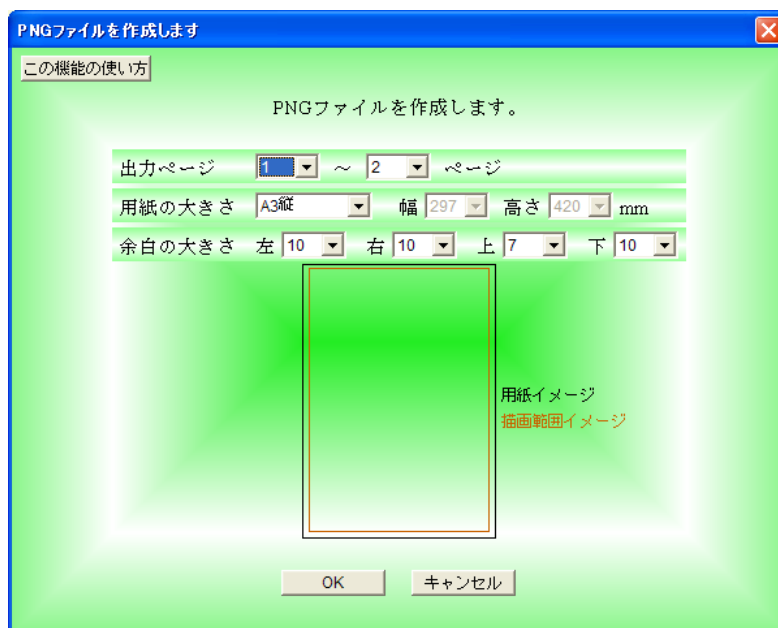 PNGファイルを作成します
この機能の使い方
PNGファイルを作成します。
出力ページ 1 ～ 2 ページ
用紙の大きさ A3縦 幅 297 高さ 420 mm
余白の大きさ 左 10 右 10 上 7 下 10
用紙イメージ
描画範囲イメージ
OK キャンセル